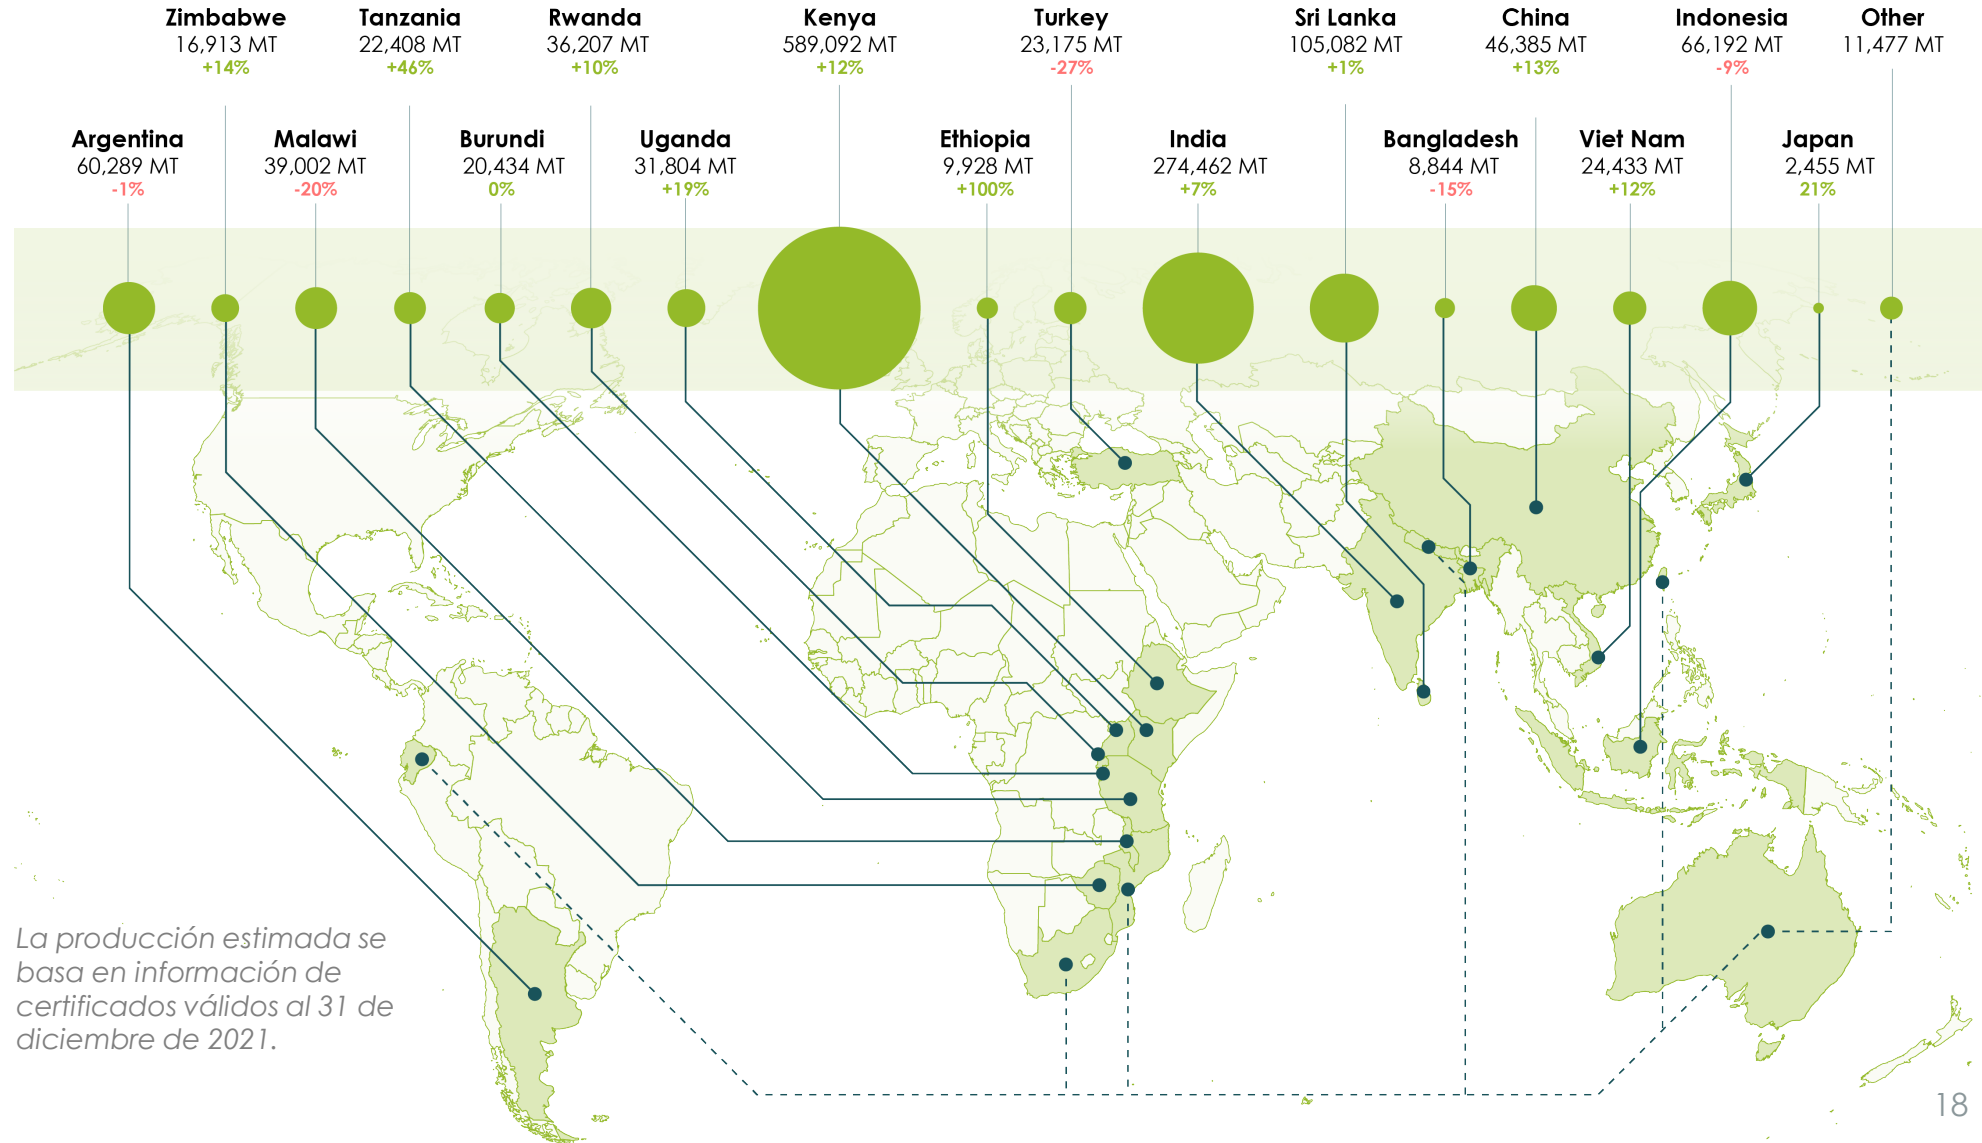 Zimbabwe
16,913 MT
+14%
Tanzania
22,408 MT
+46%
Rwanda
36,207 MT
+10%
Kenya
589,092 MT
+12%
Turkey
23,175 MT
-27%
Sri Lanka
105,082 MT
+1%
China
46,385 MT
+13%
Indonesia
66,192 MT
-9%
Other
11,477 MT
Argentina
60,289 MT
-1%
Malawi
39,002 MT
-20%
Burundi
20,434 MT
0%
Uganda
31,804 MT
+19%
Ethiopia
9,928 MT
+100%
India
274,462 MT
+7%
Bangladesh
8,844 MT
-15%
Viet Nam
24,433 MT
+12%
Japan
2,455 MT
21%
La producción estimada se
basa en información de
certificados válidos al 31 de
diciembre de 2021.
18